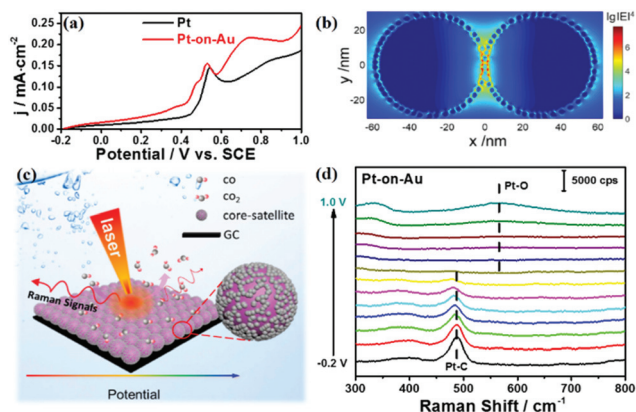 (a)
Pt
Pt-on-Au
j / mA·cm⁻²
0.25
0.20
0.15
0.10
0.05
0.00
-0.2 0.0 0.2 0.4 0.6 0.8 1.0
Potential / V vs. SCE
(b)
lg|E|⁴
30
20
10
0
-10
-20
-30
y /nm
-60 -40 -20 0 20 40 60
x /nm
6
4
2
0
(c)
co
co₂
core-satellite
GC
laser
Raman Signals
Potential
(d)
Pt-on-Au
5000 cps
Pt-O
1.0 V
-0.2 V
Pt-C
300 400 500 600 700 800
Raman Shift / cm⁻¹